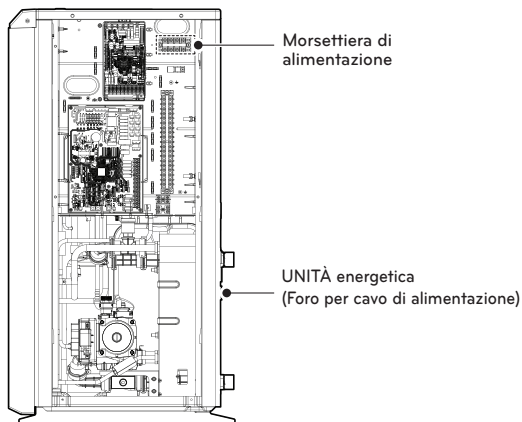 Morsettiera di
alimentazione
UNITÀ energetica
(Foro per cavo di alimentazione)